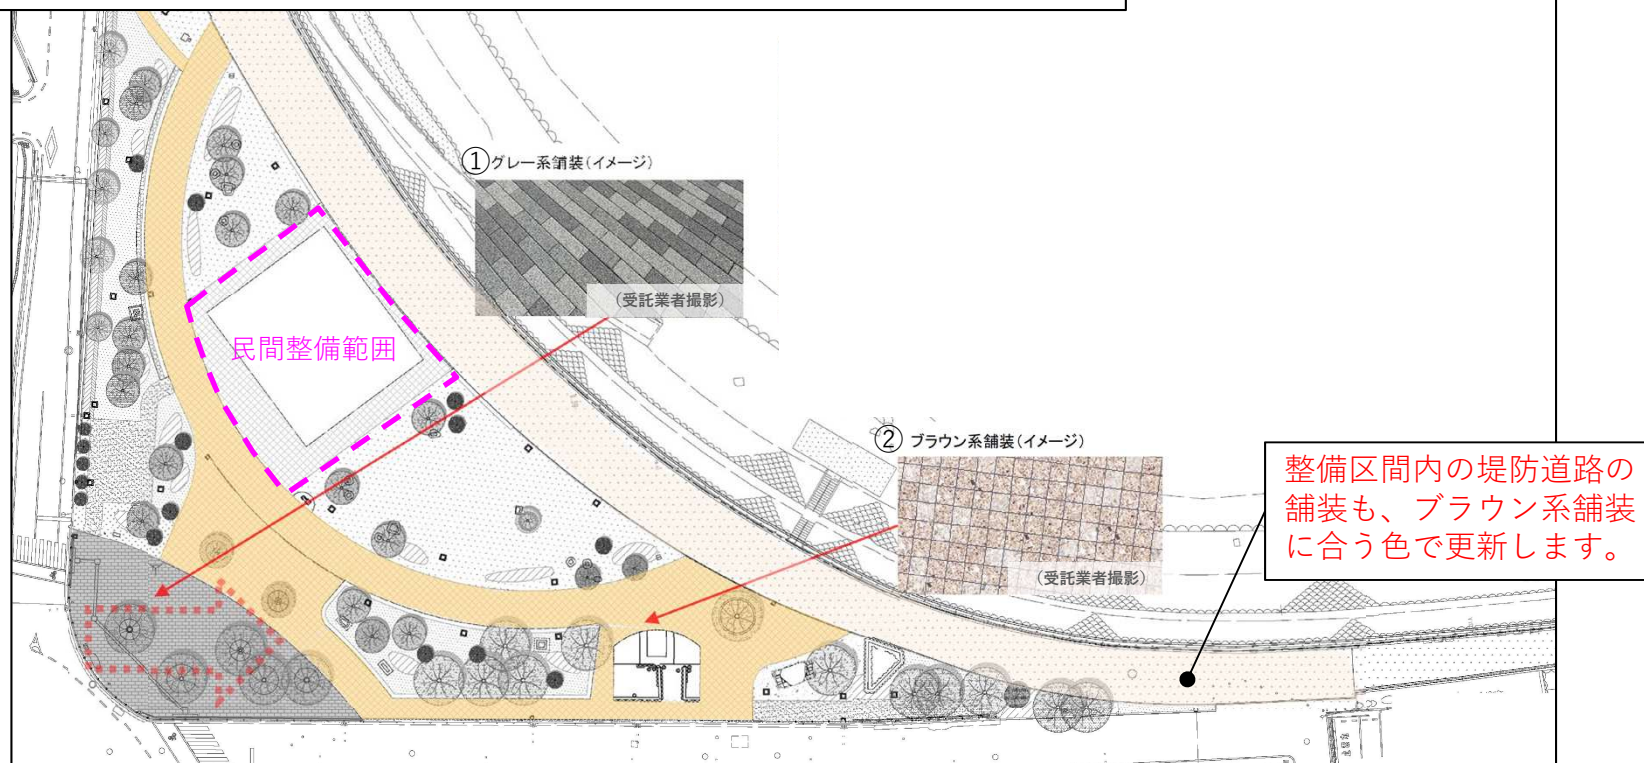 ①グレー系舗装(イメージ)
(受託業者撮影)
民間整備範囲
② ブラウン系舗装(イメージ)
(受託業者撮影)
整備区間内の堤防道路の
舗装も、ブラウン系舗装
に合う色で更新します。